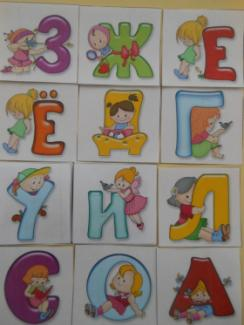 З Ж Е
Ё Д Г
У И Л
С О А